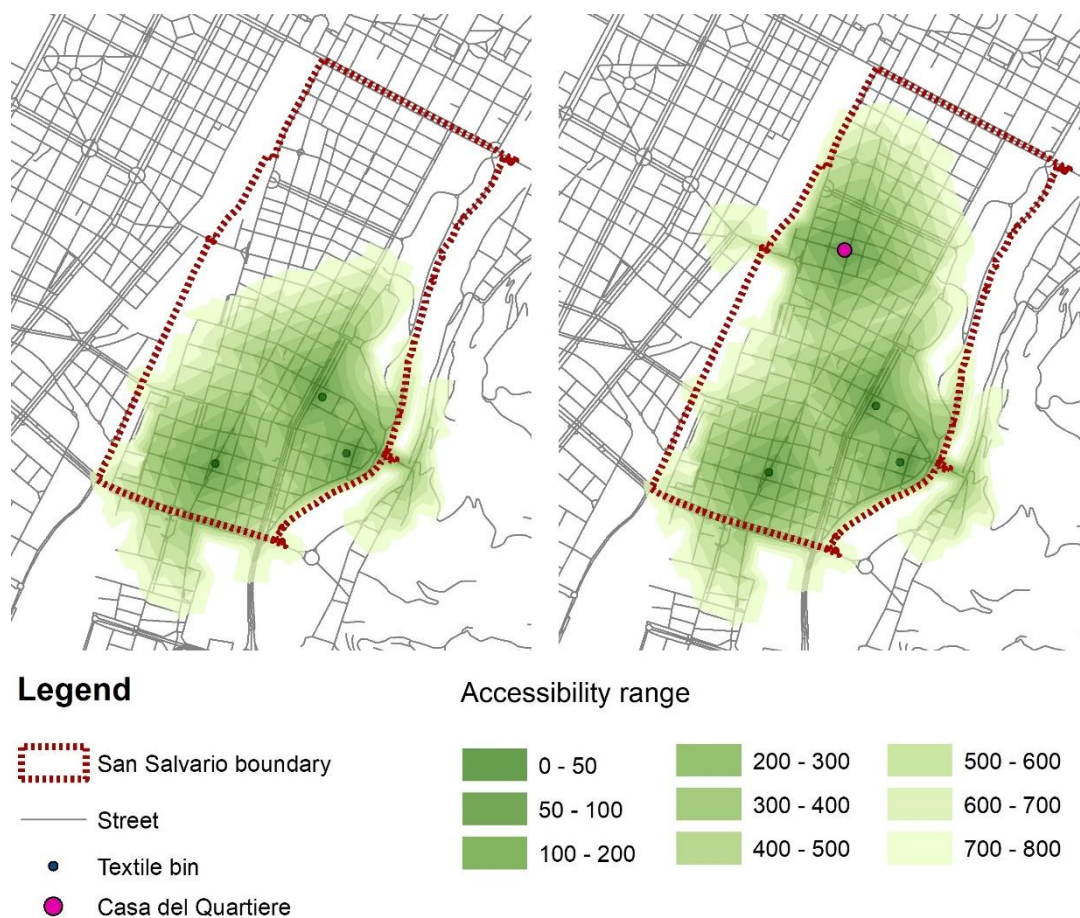 Legend
San Salvario boundary
Street
Textile bin
Casa del Quartiere
Accessibility range
0 - 50
50 - 100
100 - 200
200 - 300
300 - 400
400 - 500
500 - 600
600 - 700
700 - 800